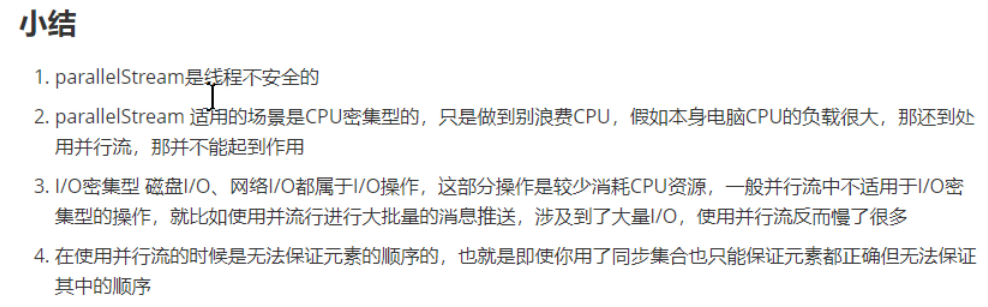 小结
1. parallelStream是线程不安全的
2. parallelStream 适用的场景是CPU密集型的，只是做到别浪费CPU，假如本身电脑CPU的负载很大，那还到处
用并行流，那并不能起到作用
3. I/O密集型 磁盘I/O、网络I/O都属于I/O操作，这部分操作是较少消耗CPU资源，一般并行流中不适用于I/O密
集型的操作，就比如使用并流行进行大批量的消息推送，涉及到了大量I/O，使用并行流反而慢了很多
4. 在使用并行流的时候是无法保证元素的顺序的，也就是即使你用了同步集合也只能保证元素都正确但无法保证
其中的顺序